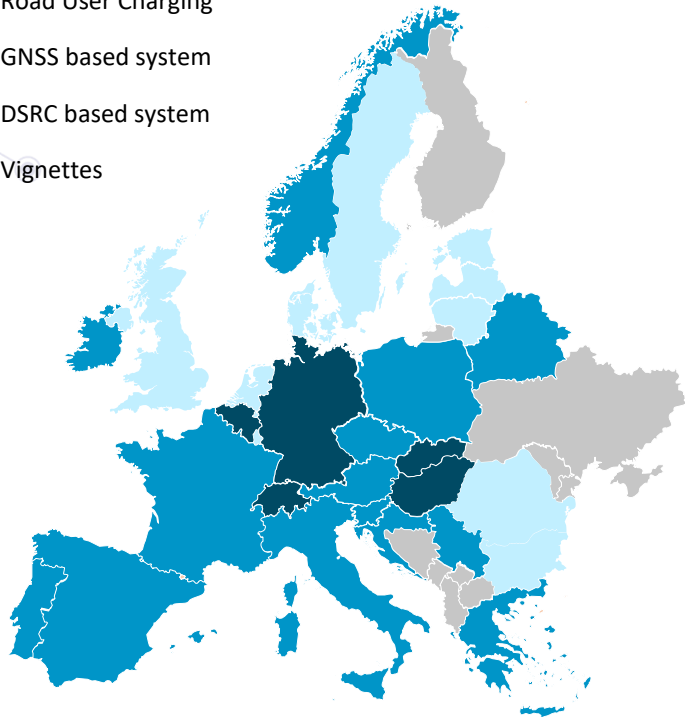 Road User Charging
GNSS based system
DSRC based system
Vignettes